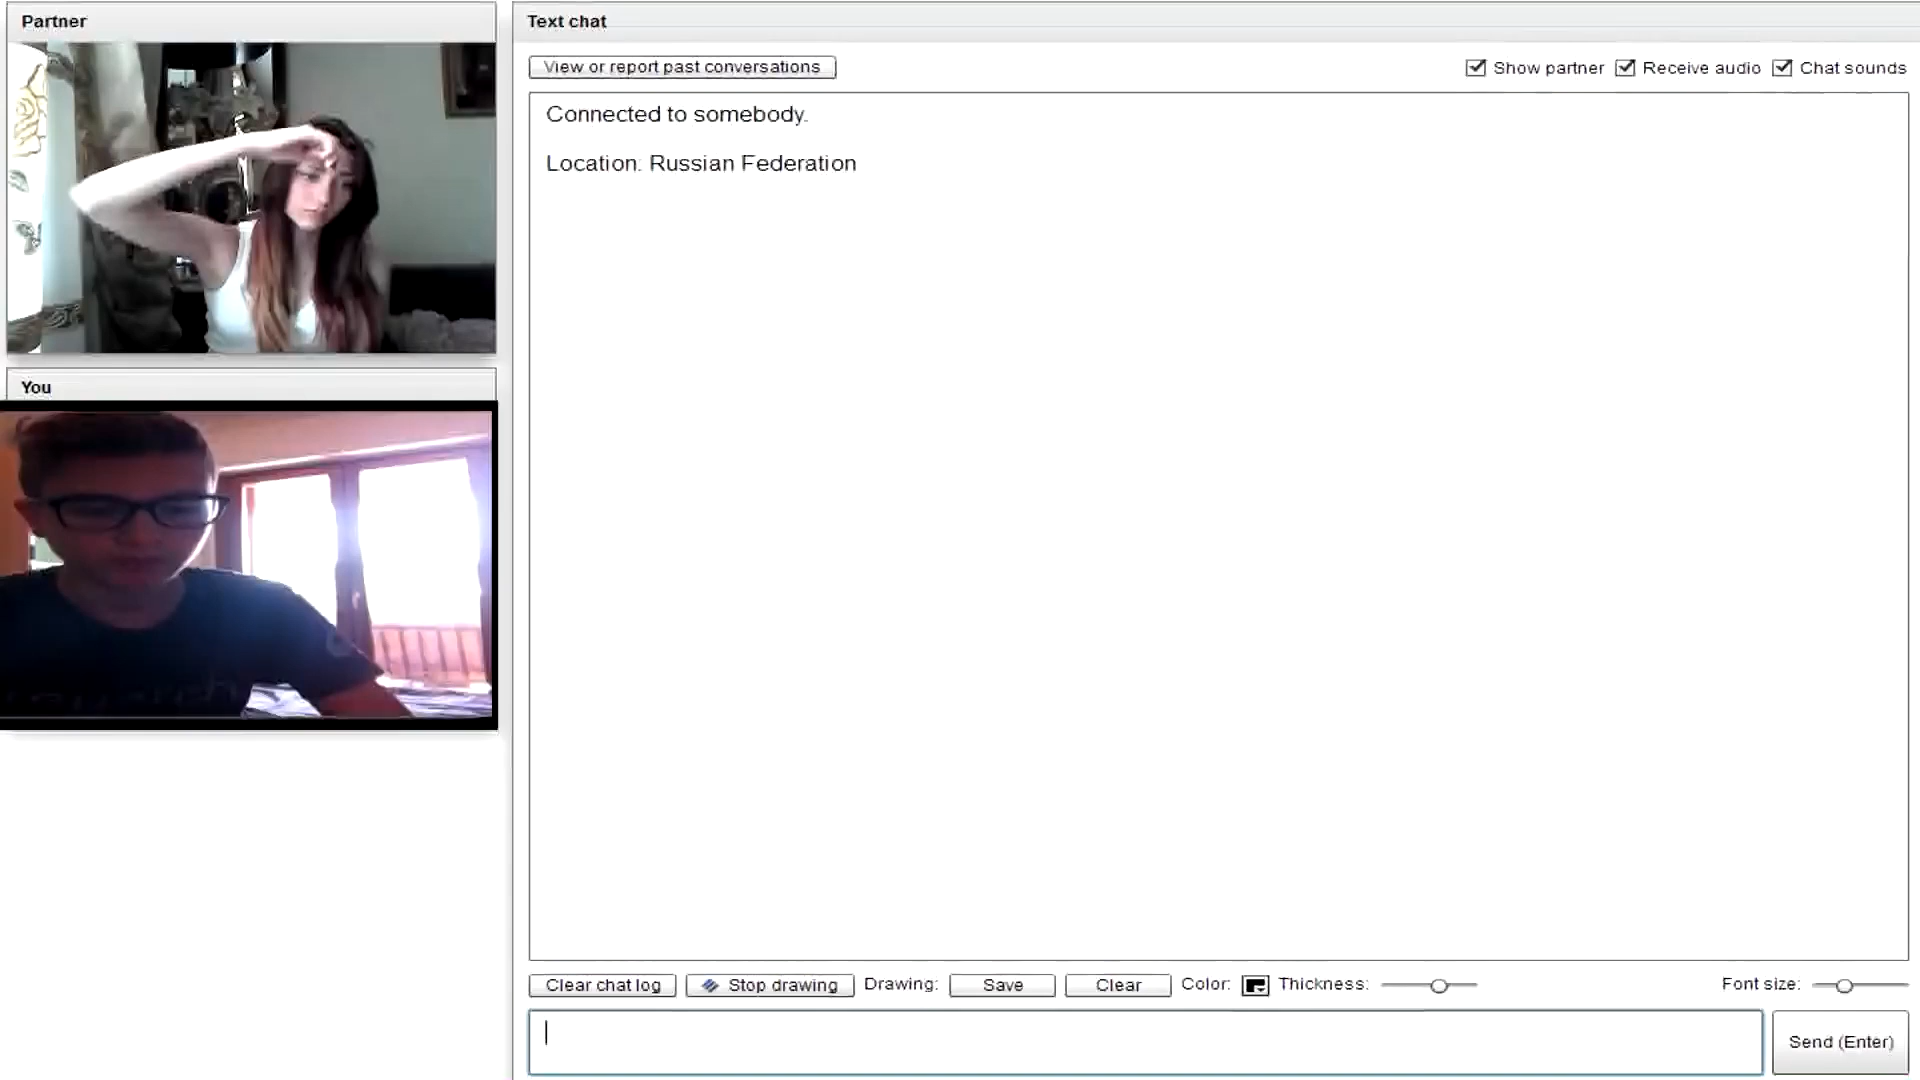 Partner
Text chat
View or report past conversations
Show partner
Receive audio
Chat sounds
Connected to somebody.
Location: Russian Federation
You
Clear chat log
Stop drawing
Drawing:
Save
Clear
Color:
Thickness:
Font size:
Send (Enter)